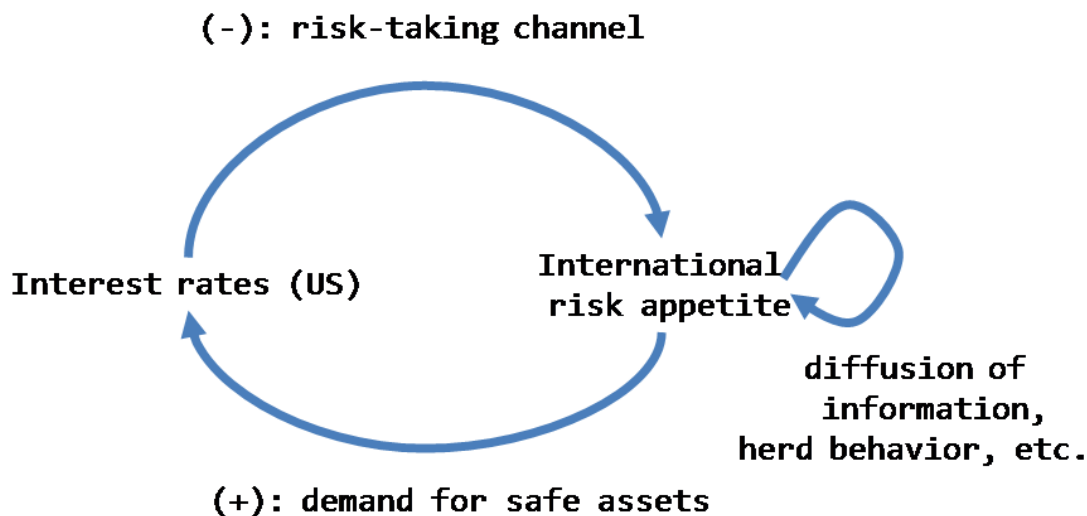 (-): risk-taking channel
Interest rates (US)
International
risk appetite
diffusion of
information,
herd behavior, etc.
(+): demand for safe assets